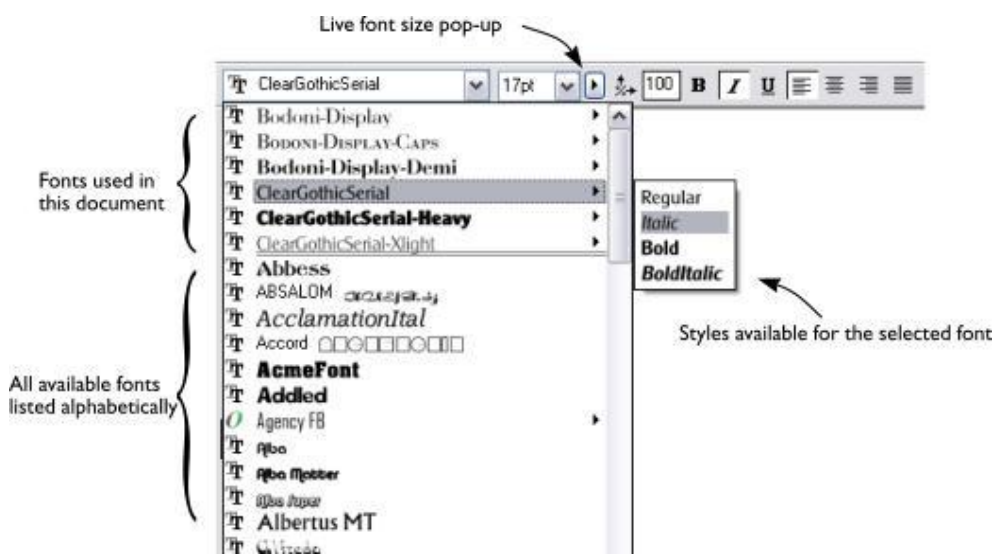 Live font size pop-up
ClearGothicSerial 17pt 100 B I U
Bodoni-Display
Bodoni-Display-Caps
Bodoni-Display-Demi
ClearGothicSerial
ClearGothicSerial-Heavy
ClearGothicSerial-Xlight
Fonts used in
this document
Regular
Italic
Bold
BoldItalic
Styles available for the selected font
Abbess
ABSALOM
AcclamationItal
Accord
AcmeFont
Addled
Agency FB
Alba
Alba Matter
Alba Super
Albertus MT
All available fonts
listed alphabetically